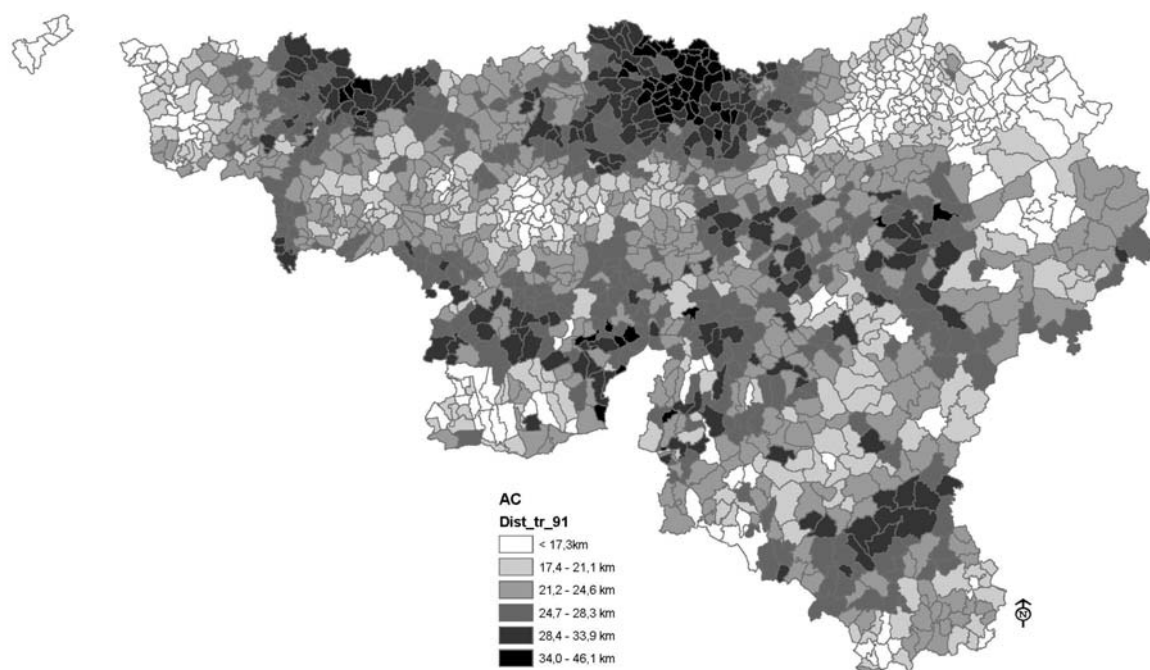 AC
Dist_tr_91
< 17,3km
17,4 - 21,1 km
21,2 - 24,6 km
24,7 - 28,3 km
28,4 - 33,9 km
34,0 - 46,1 km
N